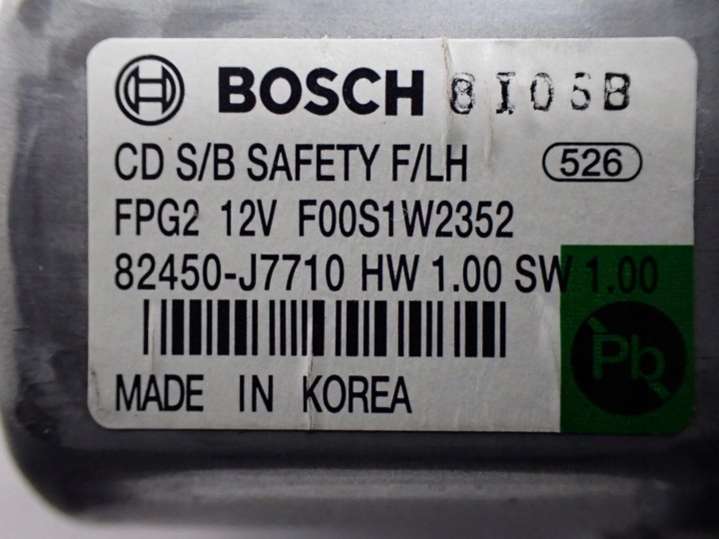 BOSCH 8I05B
CD S/B SAFETY F/LH 526
FPG2 12V F00S1W2352
82450-J7710 HW 1.00 SW 1.00
Pb
MADE IN KOREA